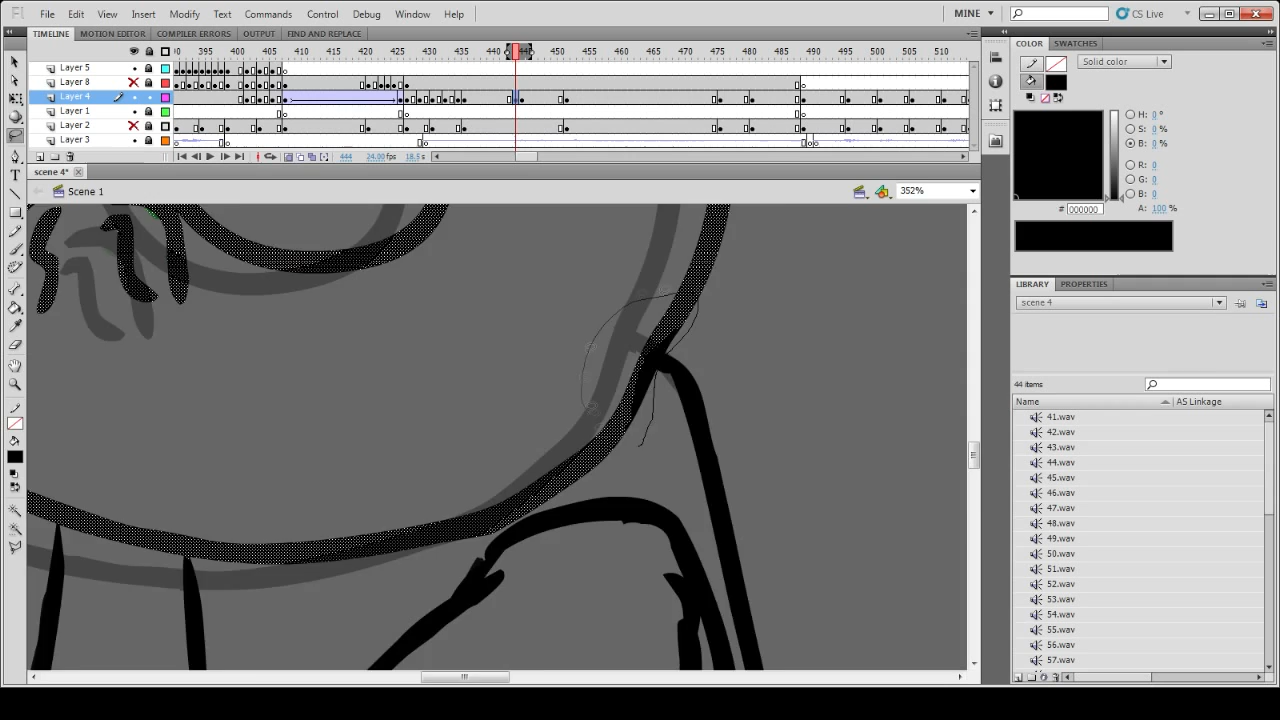 Fl File Edit View Insert Modify Text Commands Control Debug Window Help MINE CS Live
TIMELINE MOTION EDITOR COMPILER ERRORS OUTPUT FIND AND REPLACE
395 405 410 415 420 425 430 435 440 450 455 460 465 470 475 480 485 490 495 500 505 510
Layer 5
Layer 8
Layer 4
Layer 1
Layer 2
Layer 3
444 24.00fps 18.5s
scene 4*
Scene 1
352%
COLOR SWATCHES
Solid color
H: 0 °
S: 0 %
B: 0 %
R: 0
G: 0
B: 0
# 000000 A: 100 %
LIBRARY PROPERTIES
scene 4
44 items
Name AS Linkage
41.wav
42.wav
43.wav
44.wav
45.wav
46.wav
47.wav
48.wav
49.wav
50.wav
51.wav
52.wav
53.wav
54.wav
55.wav
56.wav
57.wav